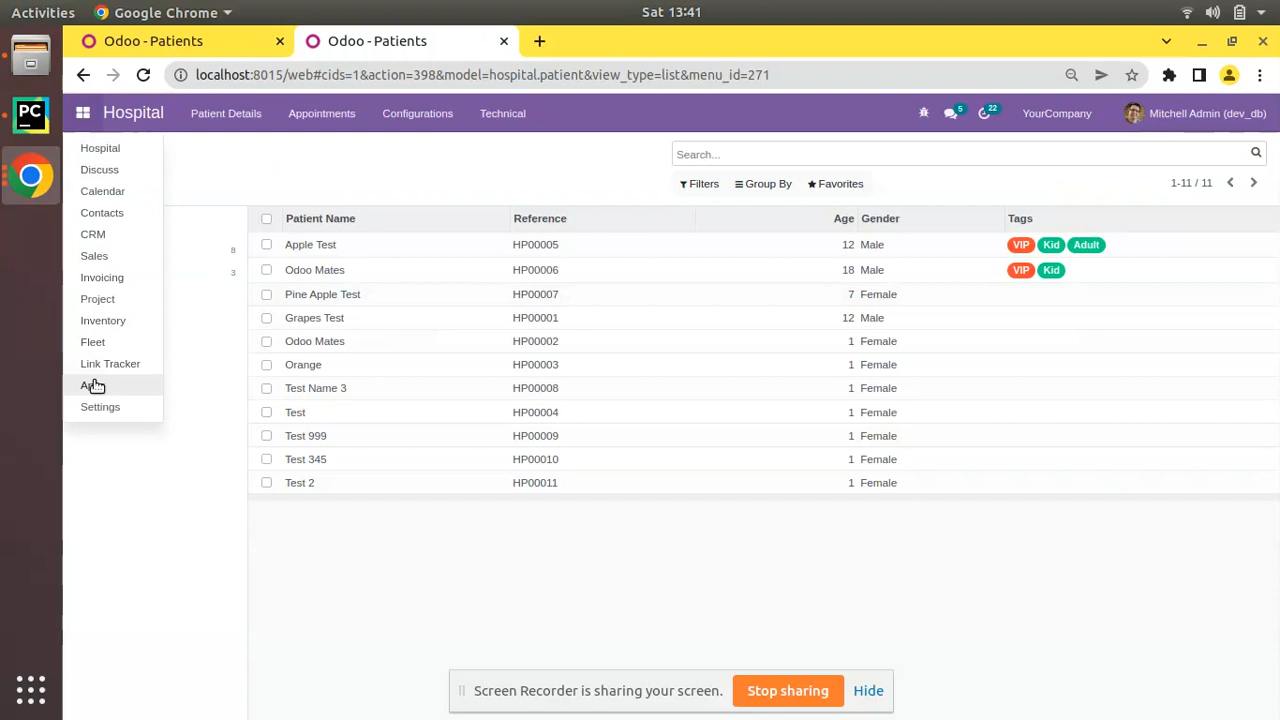 Activities Google Chrome Sat 13:41
Odoo - Patients Odoo - Patients
localhost:8015/web#cids=1&action=398&model=hospital.patient&view_type=list&menu_id=271
Hospital Patient Details Appointments Configurations Technical 5 22 YourCompany Mitchell Admin (dev_db)
Hospital
Discuss
Calendar
Contacts
CRM
Sales
Invoicing
Project
Inventory
Fleet
Link Tracker
Settings
Search...
Filters Group By Favorites 1-11 / 11
8
3
Patient Name Reference Age Gender Tags
Apple Test HP00005 12 Male VIP Kid Adult
Odoo Mates HP00006 18 Male VIP Kid
Pine Apple Test HP00007 7 Female
Grapes Test HP00001 12 Male
Odoo Mates HP00002 1 Female
Orange HP00003 1 Female
Test Name 3 HP00008 1 Female
Test HP00004 1 Female
Test 999 HP00009 1 Female
Test 345 HP00010 1 Female
Test 2 HP00011 1 Female
PC
Screen Recorder is sharing your screen. Stop sharing Hide